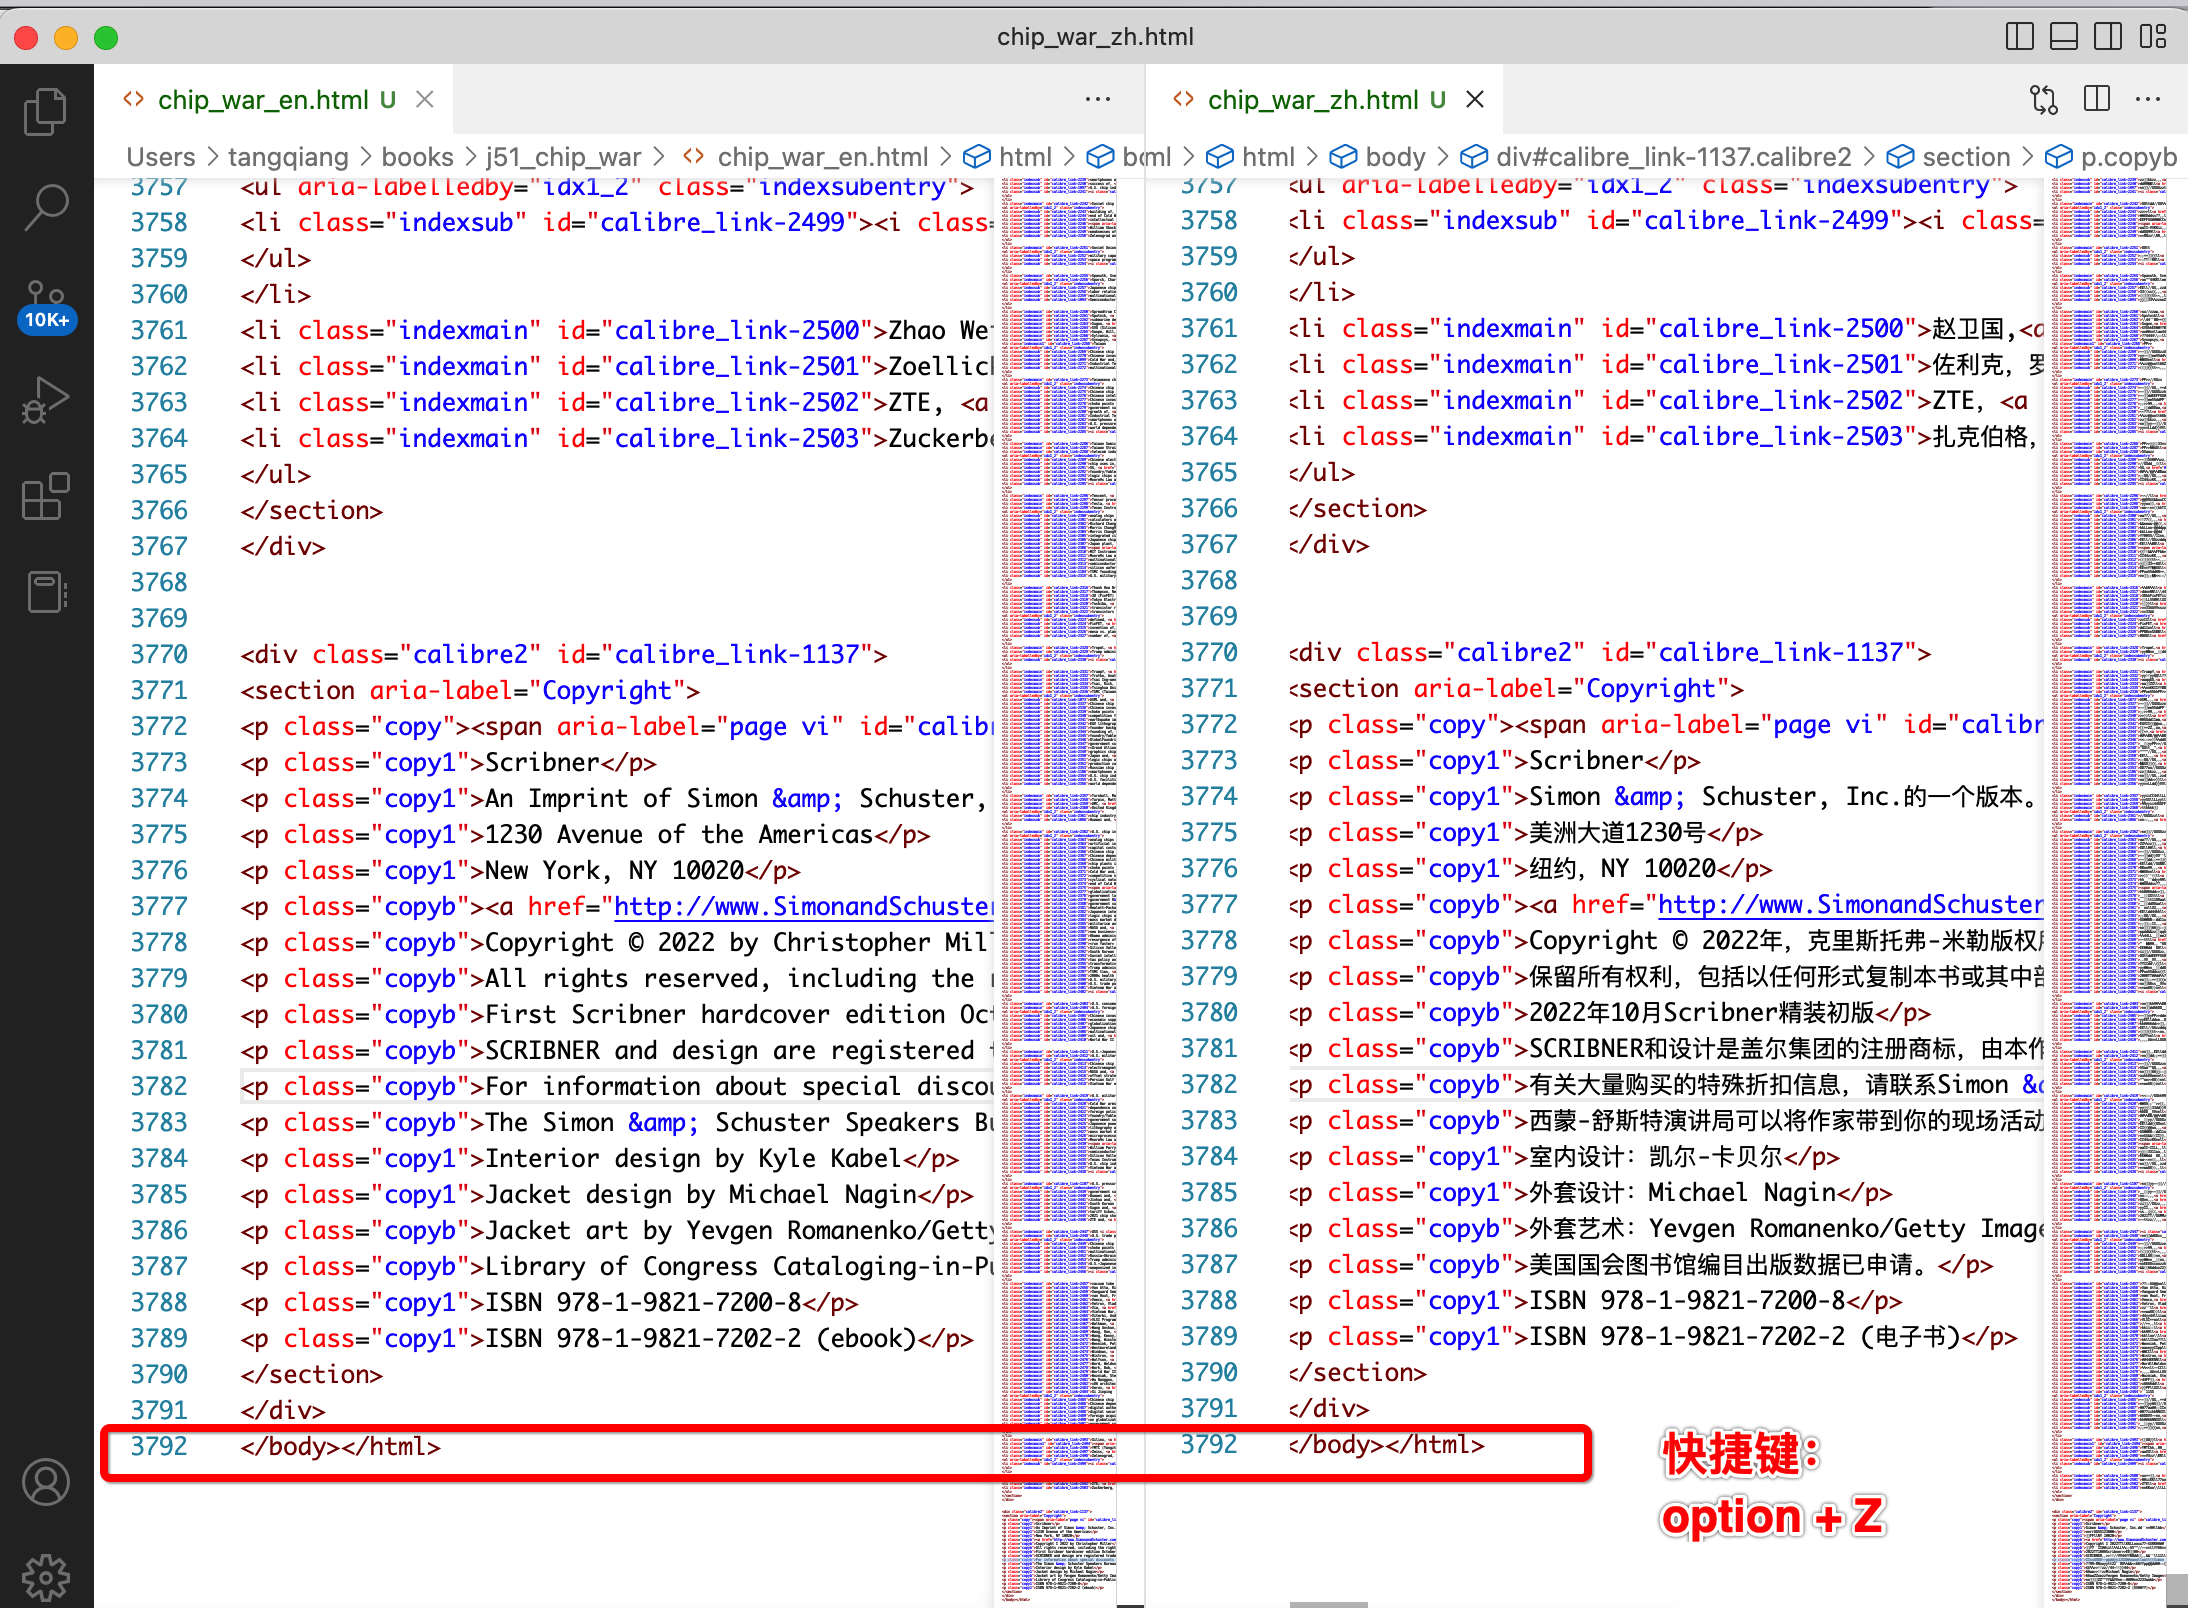 chip_war_zh.html
chip_war_en.html U
chip_war_zh.html U
Users > tangqiang > books > j51_chip_war > chip_war_en.html > html >
html > body > div#calibre_link-1137.calibre2 > section > p.copyb
10K+
3757 <ul aria-labelledby="idx1_2" class="indexsubentry">
3758 <li class="indexsub" id="calibre_link-2499"><i clas
3759 </ul>
3760 </li>
3761 <li class="indexmain" id="calibre_link-2500">Zhao We
3762 <li class="indexmain" id="calibre_link-2501">Zoellic
3763 <li class="indexmain" id="calibre_link-2502">ZTE, <a
3764 <li class="indexmain" id="calibre_link-2503">Zuckerb
3765 </ul>
3766 </section>
3767 </div>
3768
3769
3770 <div class="calibre2" id="calibre_link-1137">
3771 <section aria-label="Copyright">
3772 <p class="copy"><span aria-label="page vi" id="calib
3773 <p class="copy1">Scribner</p>
3774 <p class="copy1">An Imprint of Simon &amp; Schuster,
3775 <p class="copy1">1230 Avenue of the Americas</p>
3776 <p class="copy1">New York, NY 10020</p>
3777 <p class="copyb"><a href="http://www.SimonandSchuster
3778 <p class="copyb">Copyright © 2022 by Christopher Mil
3779 <p class="copyb">All rights reserved, including the
3780 <p class="copyb">First Scribner hardcover edition Oct
3781 <p class="copyb">SCRIBNER and design are registered
3782 <p class="copyb">For information about special disco
3783 <p class="copyb">The Simon &amp; Schuster Speakers B
3784 <p class="copy1">Interior design by Kyle Kabel</p>
3785 <p class="copy1">Jacket design by Michael Nagin</p>
3786 <p class="copyb">Jacket art by Yevgen Romanenko/Getty
3787 <p class="copyb">Library of Congress Cataloging-in-P
3788 <p class="copy1">ISBN 978-1-9821-7200-8</p>
3789 <p class="copy1">ISBN 978-1-9821-7202-2 (ebook)</p>
3790 </section>
3791 </div>
3792 </body></html>
3757 <ul aria-labelledby="idx1_2" class="indexsubentry">
3758 <li class="indexsub" id="calibre_link-2499"><i class=
3759 </ul>
3760 </li>
3761 <li class="indexmain" id="calibre_link-2500">赵卫国,<a
3762 <li class="indexmain" id="calibre_link-2501">佐利克，罗
3763 <li class="indexmain" id="calibre_link-2502">ZTE，<a
3764 <li class="indexmain" id="calibre_link-2503">扎克伯格，
3765 </ul>
3766 </section>
3767 </div>
3768
3769
3770 <div class="calibre2" id="calibre_link-1137">
3771 <section aria-label="Copyright">
3772 <p class="copy"><span aria-label="page vi" id="calibr
3773 <p class="copy1">Scribner</p>
3774 <p class="copy1">Simon &amp; Schuster, Inc.的一个版本。
3775 <p class="copy1">美洲大道1230号</p>
3776 <p class="copy1">纽约，NY 10020</p>
3777 <p class="copyb"><a href="http://www.SimonandSchuster
3778 <p class="copyb">Copyright © 2022年，克里斯托弗-米勒版权
3779 <p class="copyb">保留所有权利，包括以任何形式复制本书或其中部
3780 <p class="copyb">2022年10月Scribner精装初版</p>
3781 <p class="copyb">SCRIBNER和设计是盖尔集团的注册商标，由本作
3782 <p class="copyb">有关大量购买的特殊折扣信息，请联系Simon &
3783 <p class="copyb">西蒙-舒斯特演讲局可以将作家带到你的现场活动
3784 <p class="copy1">室内设计：凯尔-卡贝尔</p>
3785 <p class="copy1">外套设计：Michael Nagin</p>
3786 <p class="copyb">外套艺术：Yevgen Romanenko/Getty Image
3787 <p class="copyb">美国国会图书馆编目出版数据已申请。</p>
3788 <p class="copy1">ISBN 978-1-9821-7200-8</p>
3789 <p class="copy1">ISBN 978-1-9821-7202-2 (电子书)</p>
3790 </section>
3791 </div>
3792 </body></html>
快捷键：
option + Z